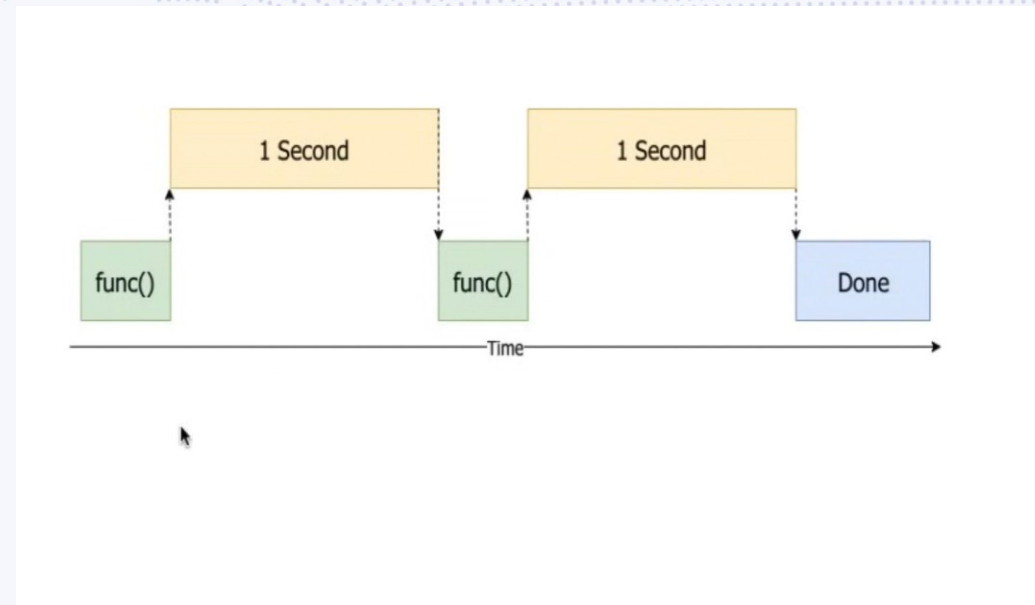 1 Second
1 Second
func()
func()
Done
Time